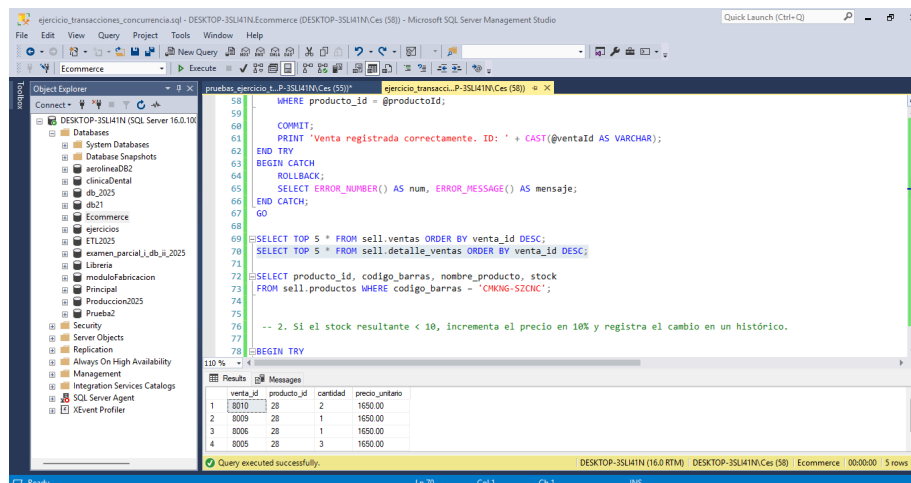 ejercicio_transacciones_concurrencia.sql - DESKTOP-3SLI41N.Ecommerce (DESKTOP-3SLI41N\Ces (58)) - Microsoft SQL Server Management Studio
Quick Launch (Ctrl+Q)
File Edit View Query Project Tools Window Help
New Query
Ecommerce
Execute
Toolbox
Object Explorer
pruebas_ejercicio_t...P-3SLI41N\Ces (55))*
ejercicio_transacci...P-3SLI41N\Ces (58))
Connect
DESKTOP-3SLI41N (SQL Server 16.0.100
Databases
System Databases
Database Snapshots
aerolineaDB2
clinicaDental
db_2025
db21
Ecommerce
ejercicios
ETL2025
examen_parcial_i_db_ii_2025
Libreria
moduloFabricacion
Principal
Produccion2025
Prueba2
Security
Server Objects
Replication
Always On High Availability
Management
Integration Services Catalogs
SQL Server Agent
XEvent Profiler
58 WHERE producto_id = @productoId;
59
60 COMMIT;
61 PRINT 'Venta registrada correctamente. ID: ' + CAST(@ventaId AS VARCHAR);
62 END TRY
63 BEGIN CATCH
64 ROLLBACK;
65 SELECT ERROR_NUMBER() AS num, ERROR_MESSAGE() AS mensaje;
66 END CATCH;
67 GO
68
69 SELECT TOP 5 * FROM sell.ventas ORDER BY venta_id DESC;
70 SELECT TOP 5 * FROM sell.detalle_ventas ORDER BY venta_id DESC;
71
72 SELECT producto_id, codigo_barras, nombre_producto, stock
73 FROM sell.productos WHERE codigo_barras = 'CMKNG-SZCNC';
74
75
76 -- 2. Si el stock resultante < 10, incrementa el precio en 10% y registra el cambio en un histórico.
77
78 BEGIN TRY
110 %
Results Messages
venta_id producto_id cantidad precio_unitario
1 8010 28 2 1650.00
2 8009 28 1 1650.00
3 8006 28 1 1650.00
4 8005 28 3 1650.00
Query executed successfully.
DESKTOP-3SLI41N (16.0 RTM) DESKTOP-3SLI41N\Ces (58) Ecommerce 00:00:00 5 rows
Ready Ln 70 Col 1 Ch 1 INS